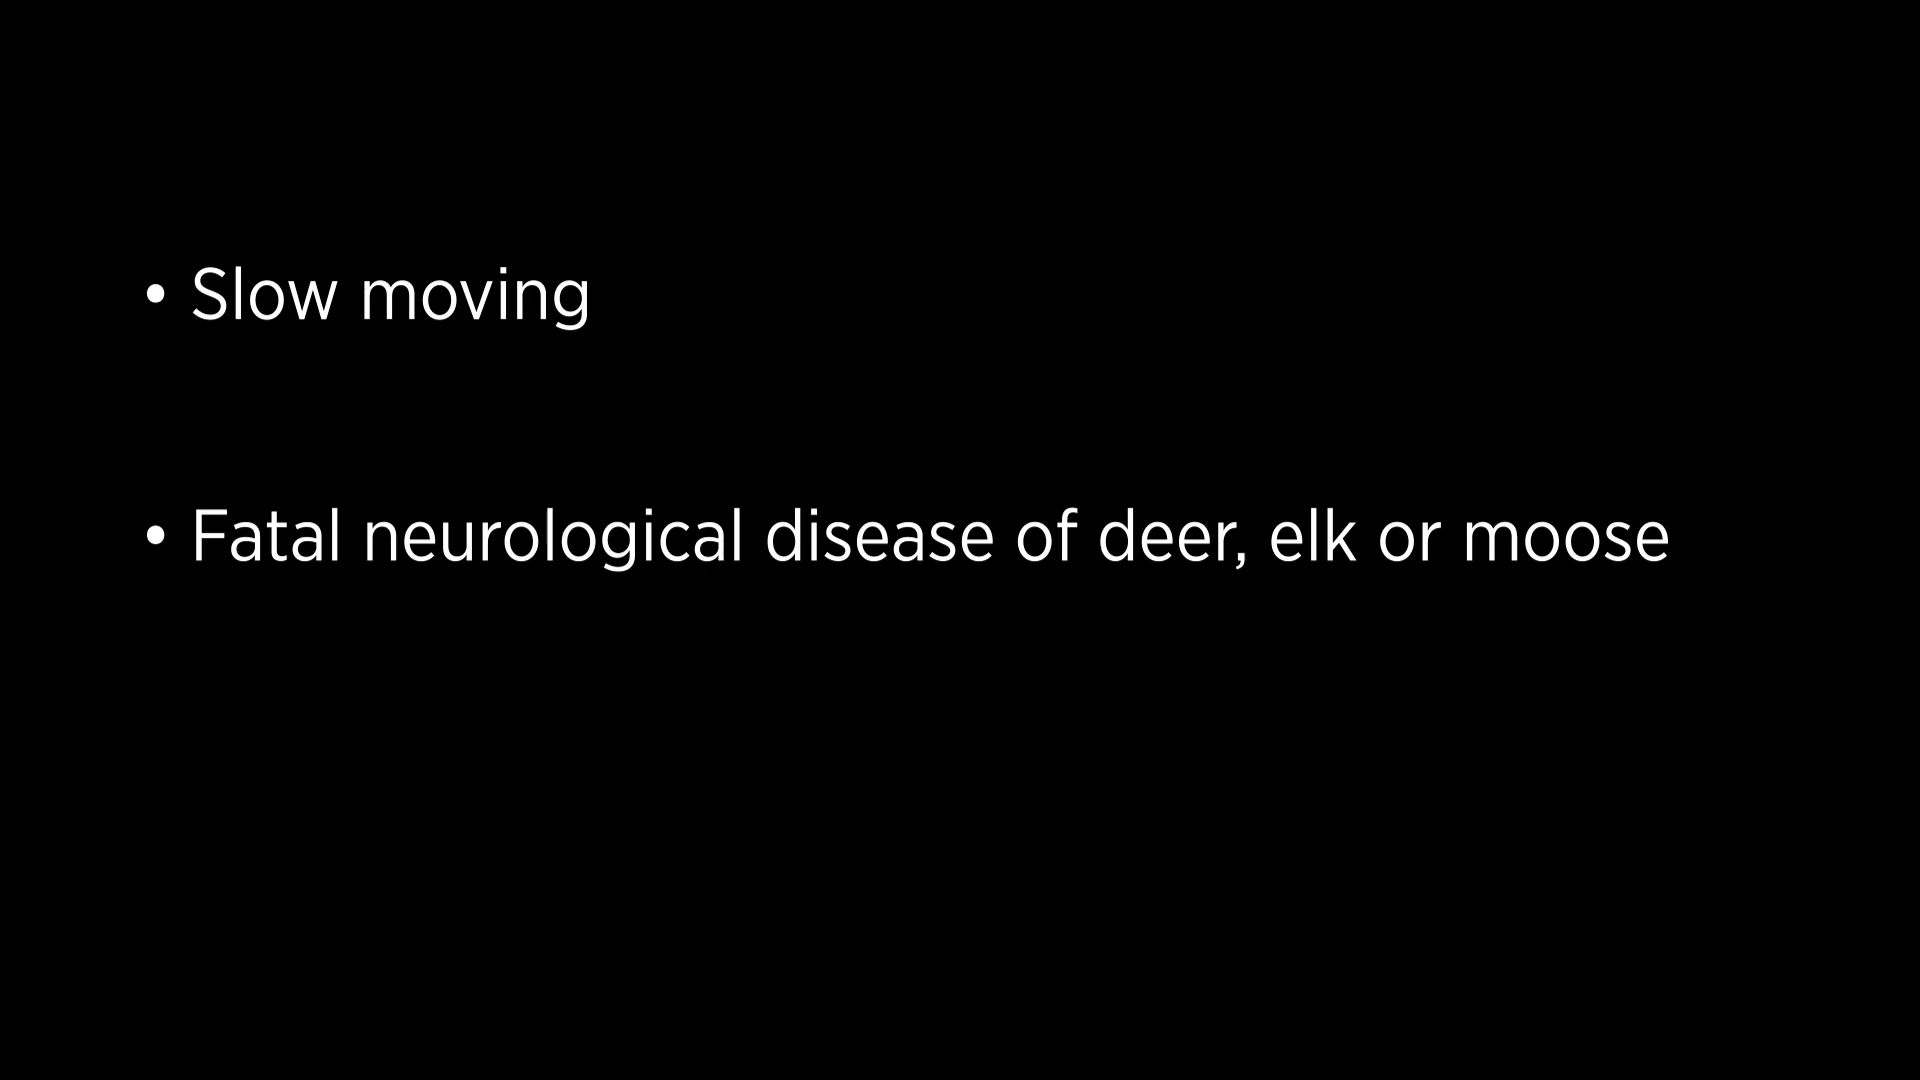 • Slow moving
• Fatal neurological disease of deer, elk or moose